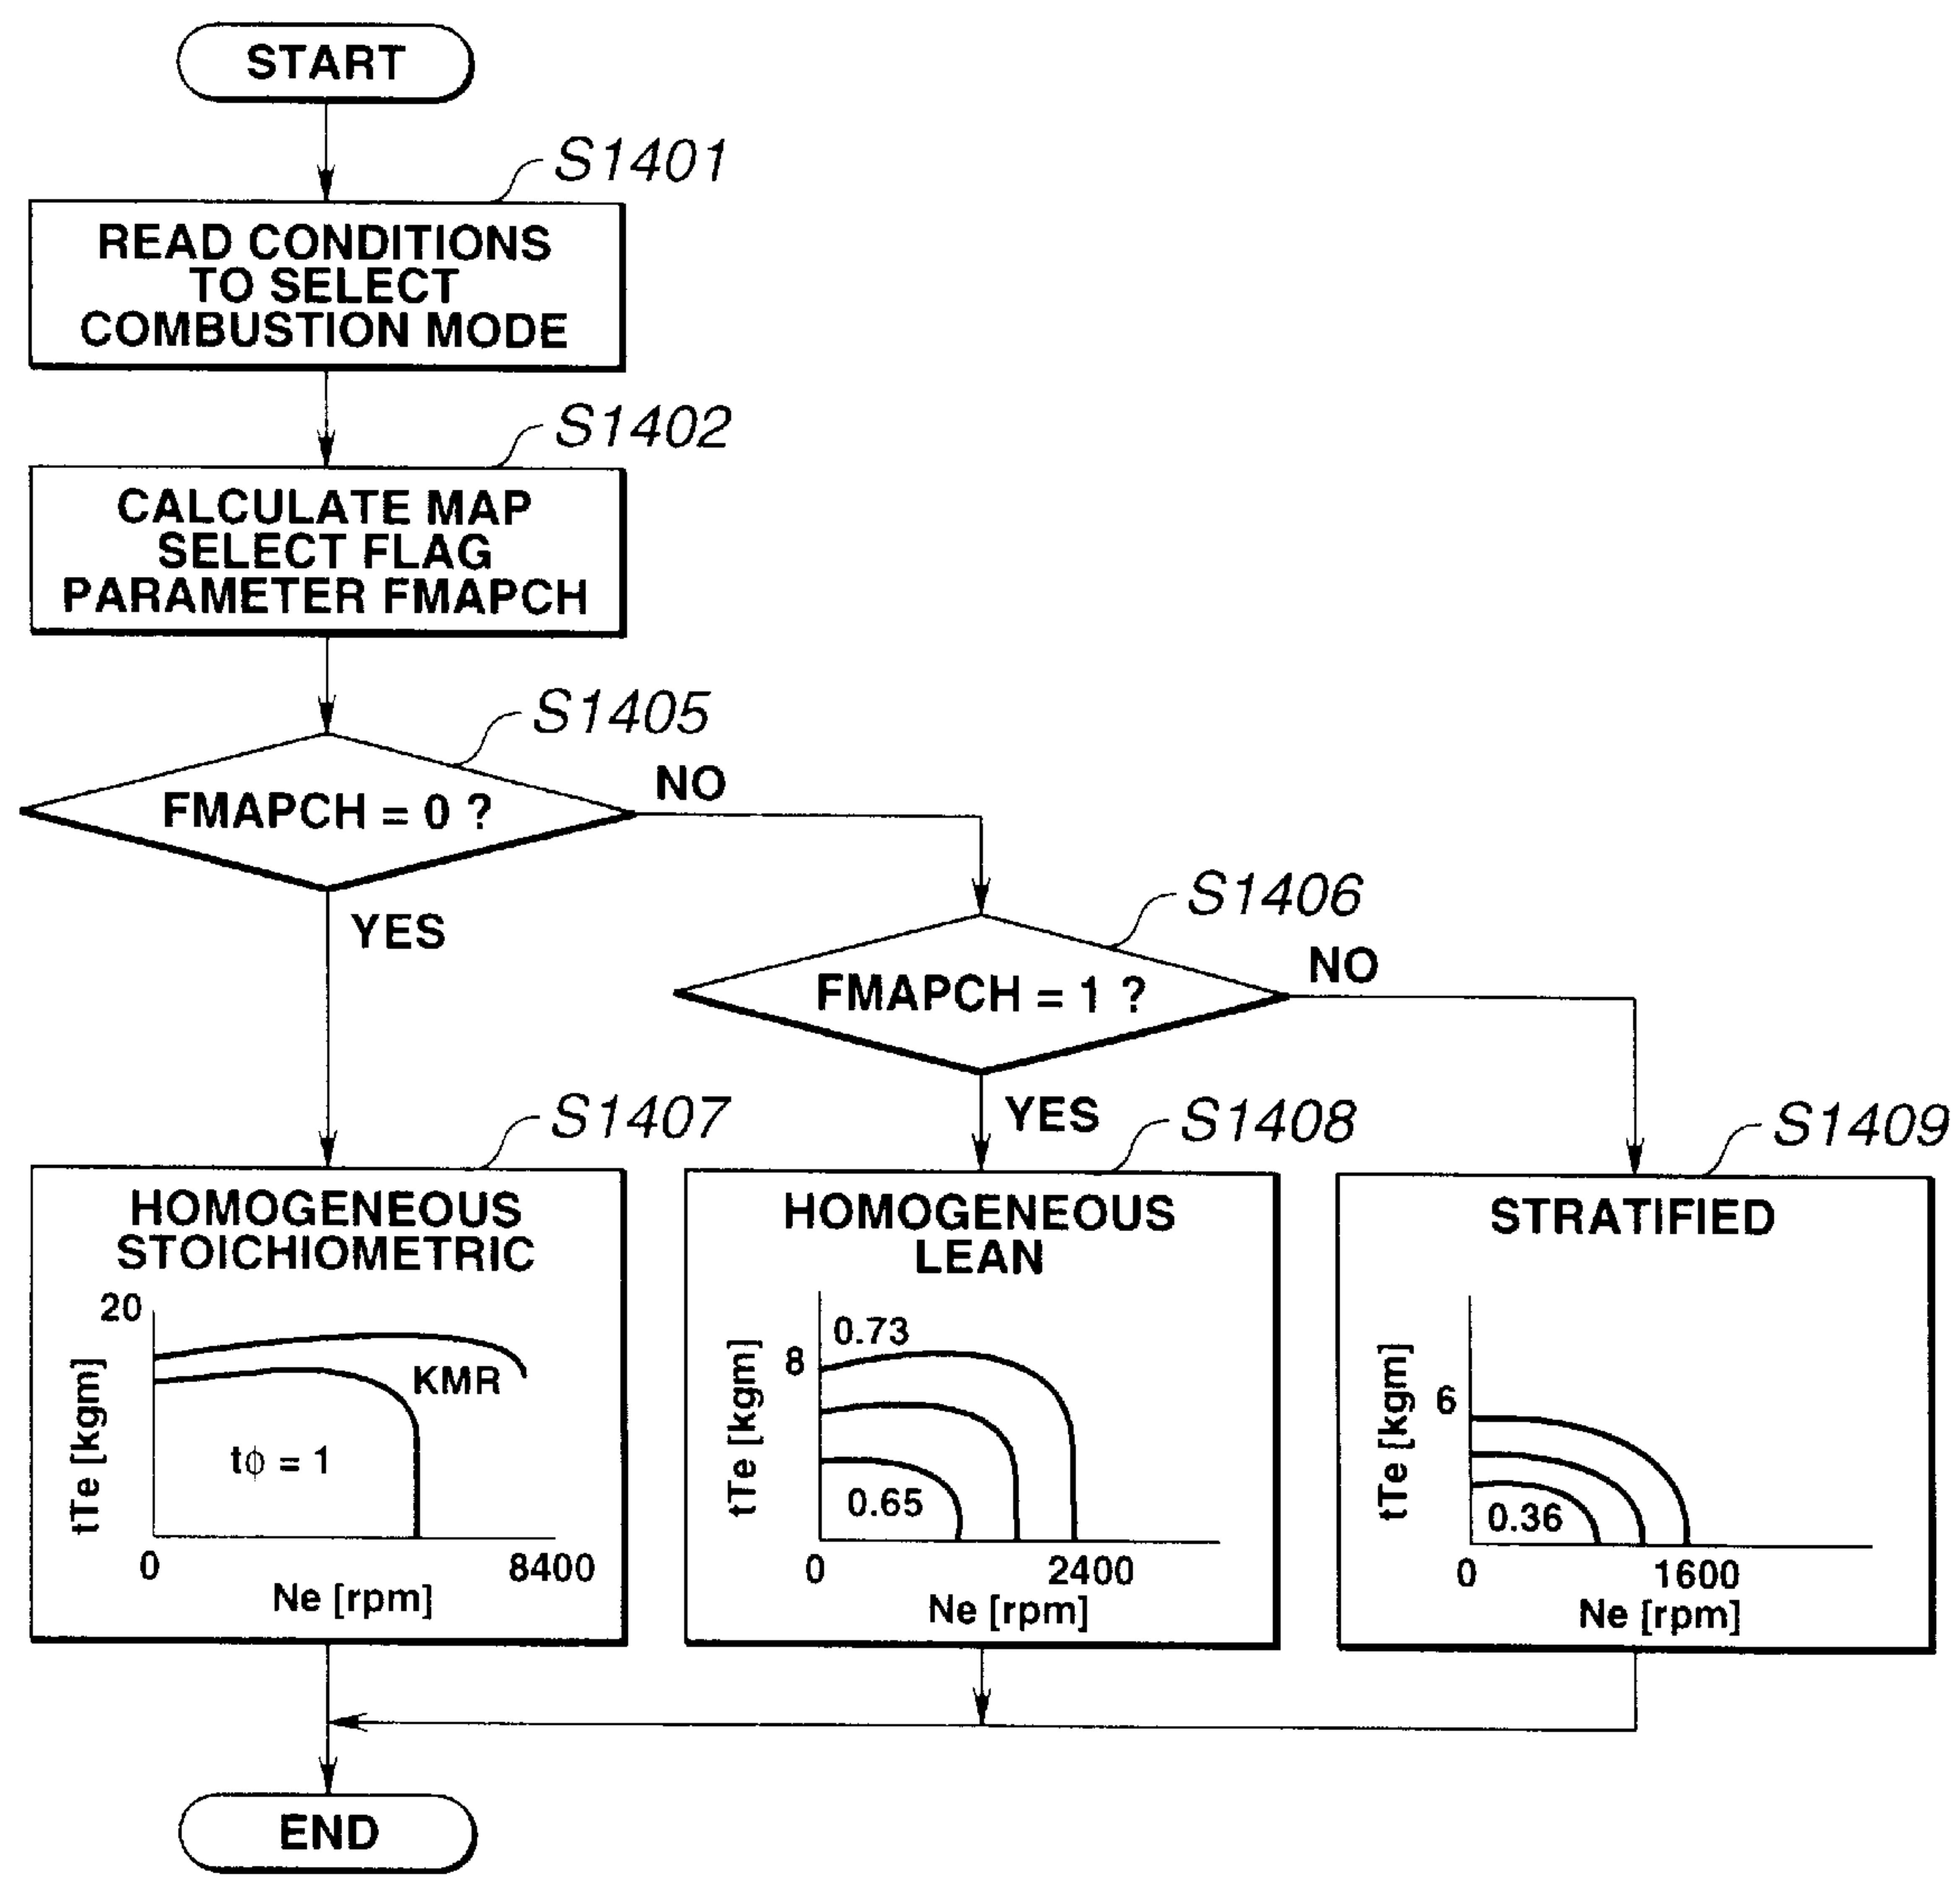 START
S1401
READ CONDITIONS
TO SELECT
COMBUSTION MODE
S1402
CALCULATE MAP
SELECT FLAG
PARAMETER FMAPCH
S1405
FMAPCH = 0 ?
NO
YES
S1406
FMAPCH = 1 ?
NO
YES
S1407
HOMOGENEOUS
STOICHIOMETRIC
20
tTe [kgm]
KMR
tϕ = 1
0
8400
Ne [rpm]
S1408
HOMOGENEOUS
LEAN
0.73
8
tTe [kgm]
0.65
0
2400
Ne [rpm]
S1409
STRATIFIED
6
tTe [kgm]
0.36
0
1600
Ne [rpm]
END